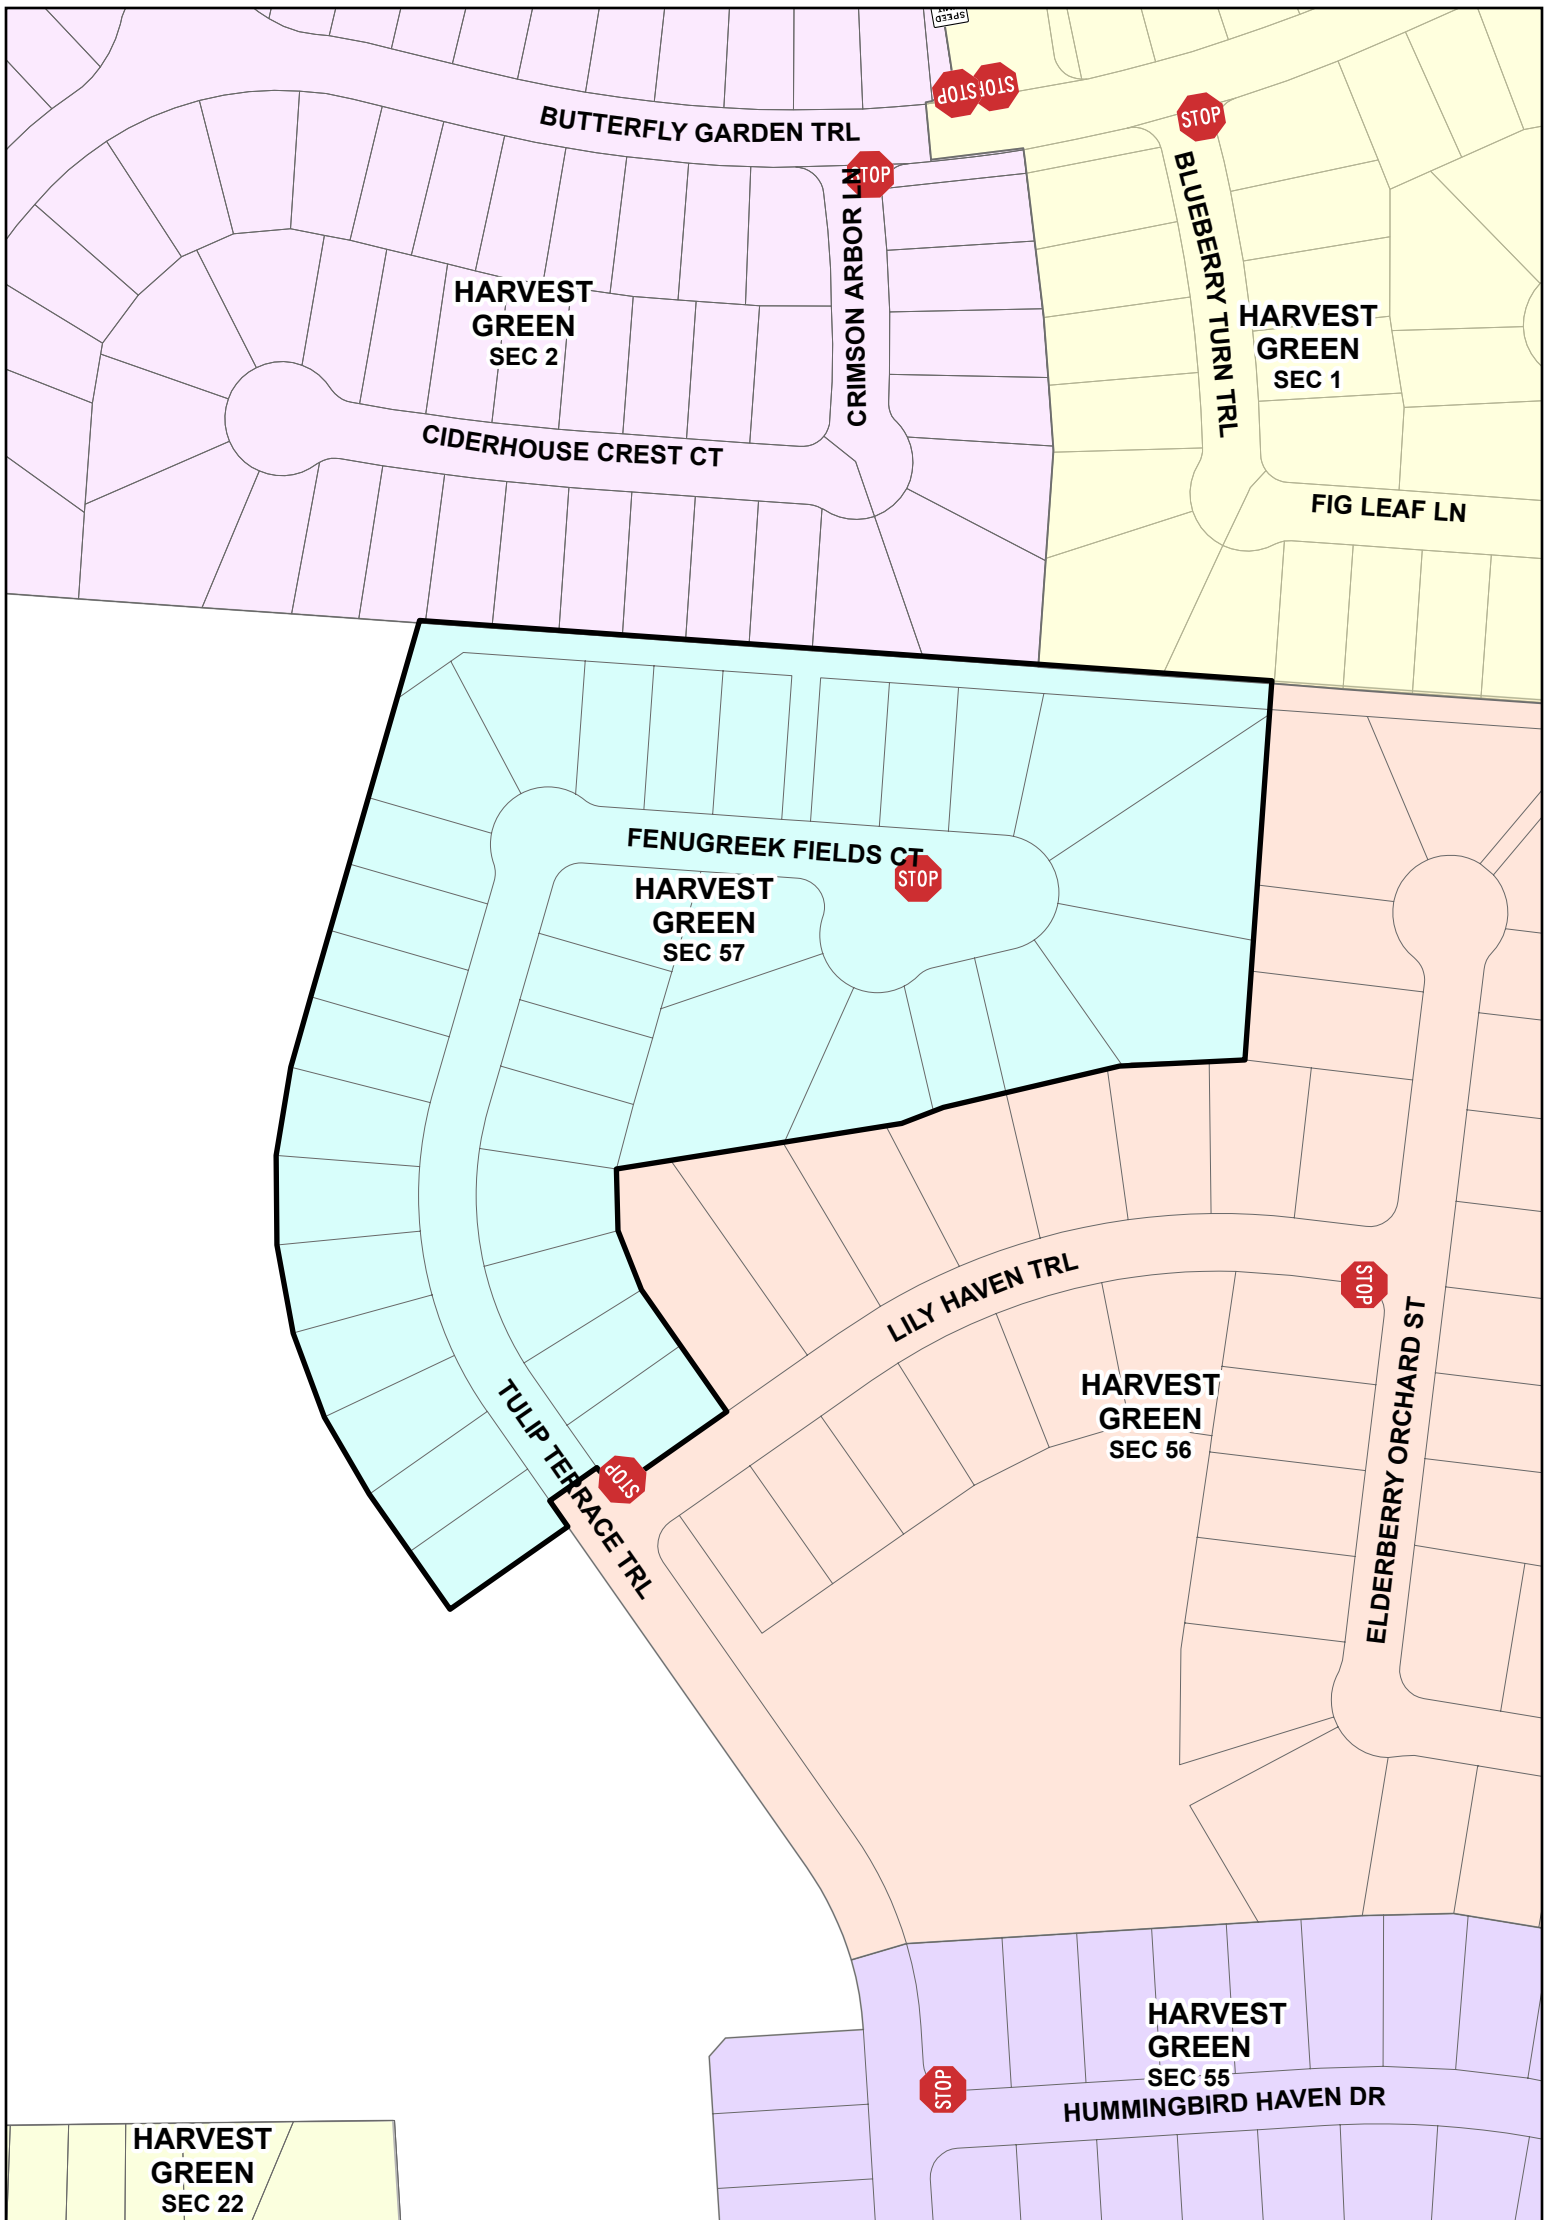 SPEED
STOP
STOP
STOP
BUTTERFLY GARDEN TRL
STOP
CRIMSON ARBOR LN
BLUEBERRY TURN TRL
HARVEST
GREEN
SEC 2
HARVEST
GREEN
SEC 1
CIDERHOUSE CREST CT
FIG LEAF LN
FENUGREEK FIELDS CT
STOP
HARVEST
GREEN
SEC 57
LILY HAVEN TRL
STOP
HARVEST
GREEN
SEC 56
ELDERBERRY ORCHARD ST
TULIP TERRACE TRL
STOP
HARVEST
GREEN
SEC 55
STOP
HUMMINGBIRD HAVEN DR
HARVEST
GREEN
SEC 22